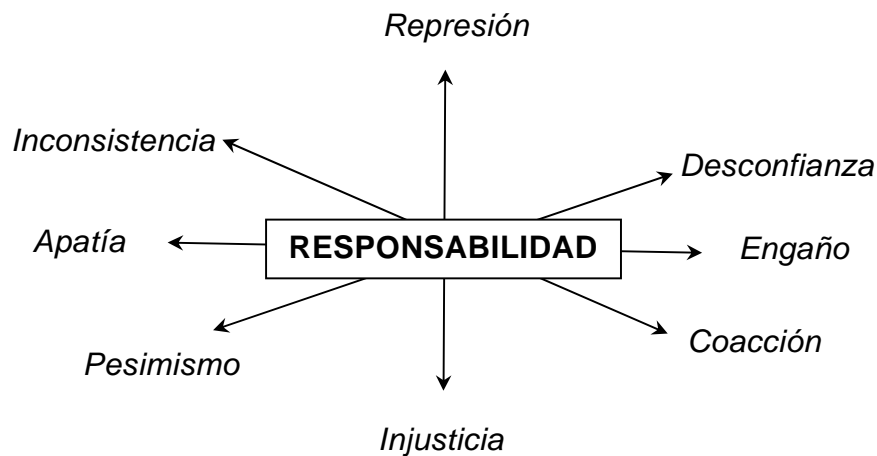 Represión
Inconsistencia
Desconfianza
Apatía
RESPONSABILIDAD
Engaño
Pesimismo
Coacción
Injusticia